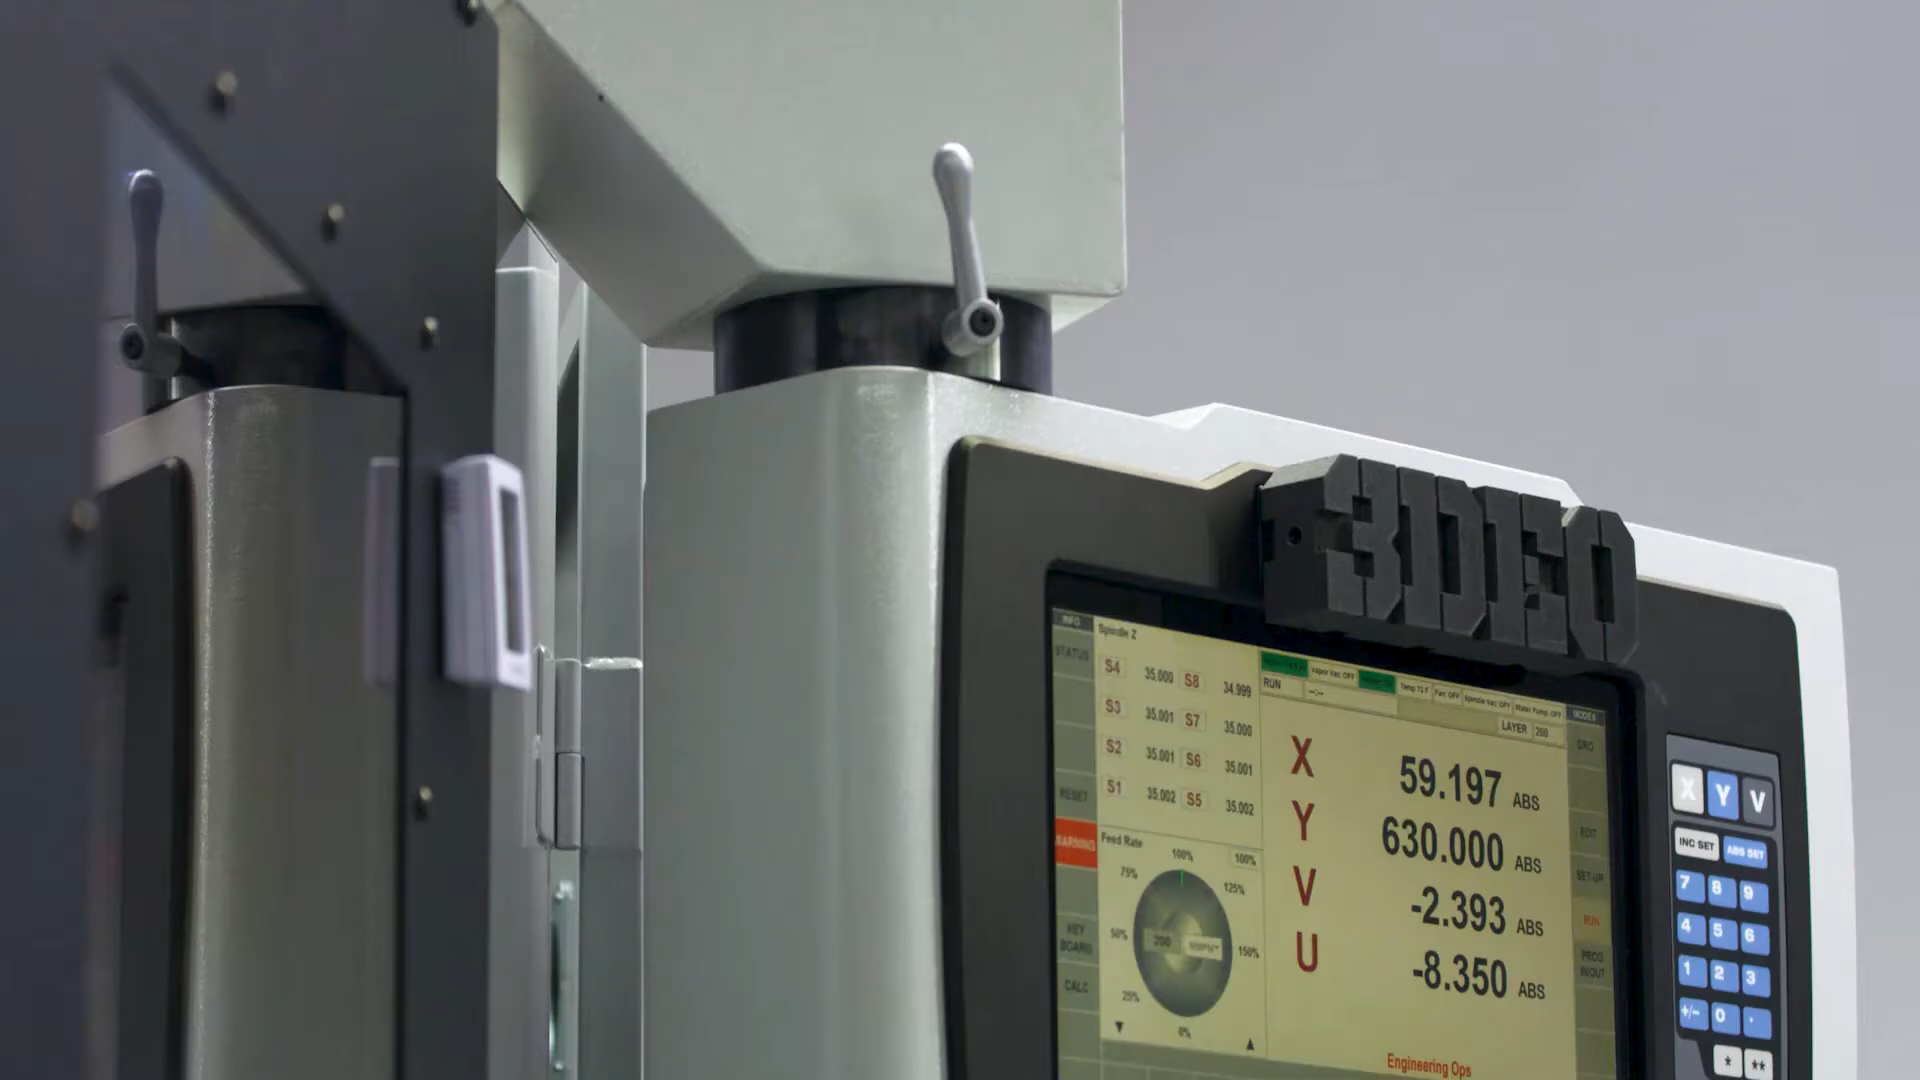 3DEO
INFO
STATUS
RESET
WARNING
KEY
BOARD
CALC
Spindle Z
S4 35.000 S8 34.999
S3 35.001 S7 35.000
S2 35.001 S6 35.001
S1 35.002 S5 35.002
Feed Rate
100% 100%
75% 125%
50% 150%
25%
0%
200
Vapor Vac: OFF
Temp 73 F
Fan: OFF
Spindle Vac: OFF
Water Pump: OFF
RUN --:--
LAYER 200
X 59.197 ABS
Y 630.000 ABS
V -2.393 ABS
U -8.350 ABS
Engineering Ops
MODES
DRO
EDIT
SET-UP
RUN
PROG
IN/OUT
X Y V
INC SET ABS SET
7 8 9
4 5 6
1 2 3
+/- 0 .
* **